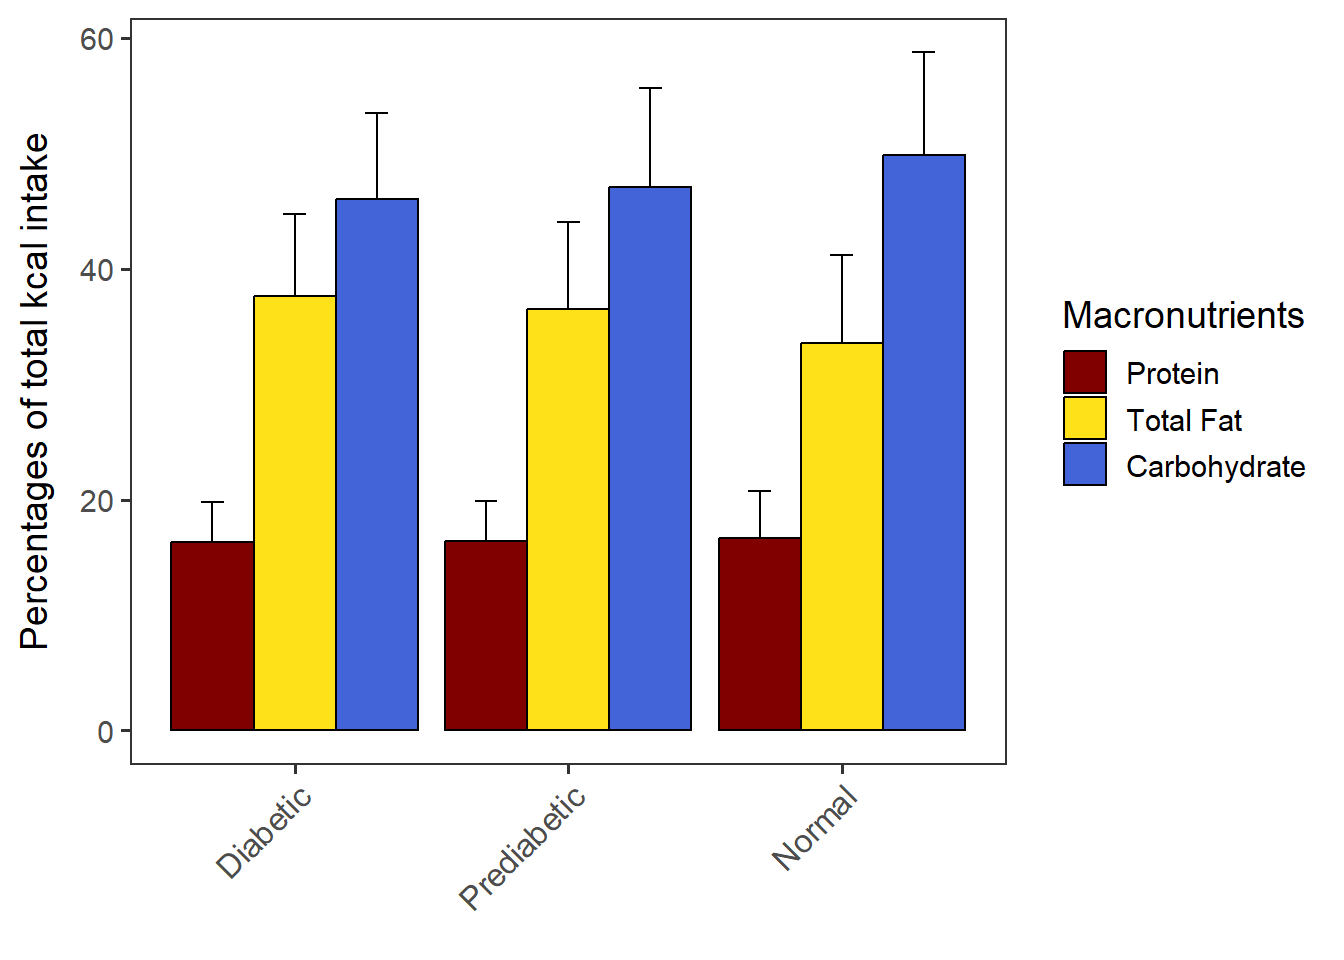 Percentages of total kcal intake
60
40
20
0
Diabetic
Prediabetic
Normal
Macronutrients
Protein
Total Fat
Carbohydrate